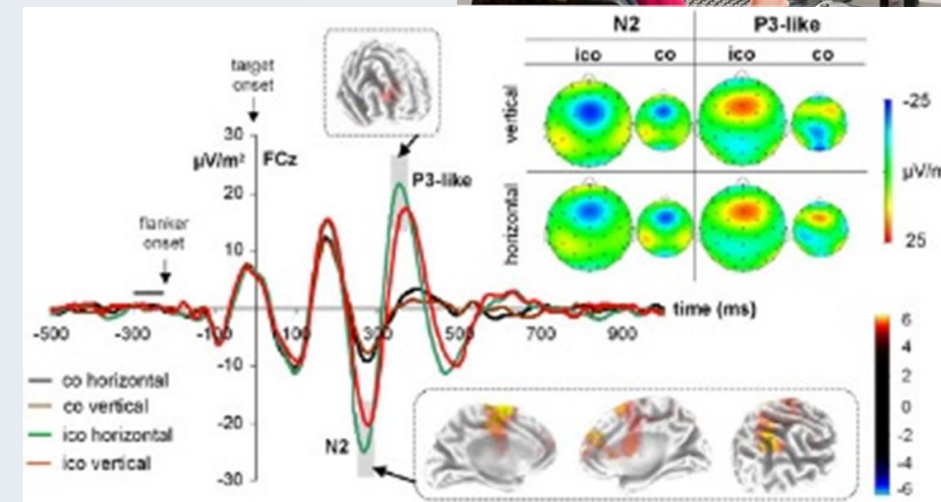 N2 P3-like
ico co ico co
vertical
horizontal
-25
25
target
onset
flanker
onset
µV/m² FCz
30
20
10
-10
-20
-30
P3-like
N2
-500 -300 -100 100 300 500 700 900 time (ms)
co horizontal
co vertical
ico horizontal
ico vertical
6
4
2
0
-2
-4
-6